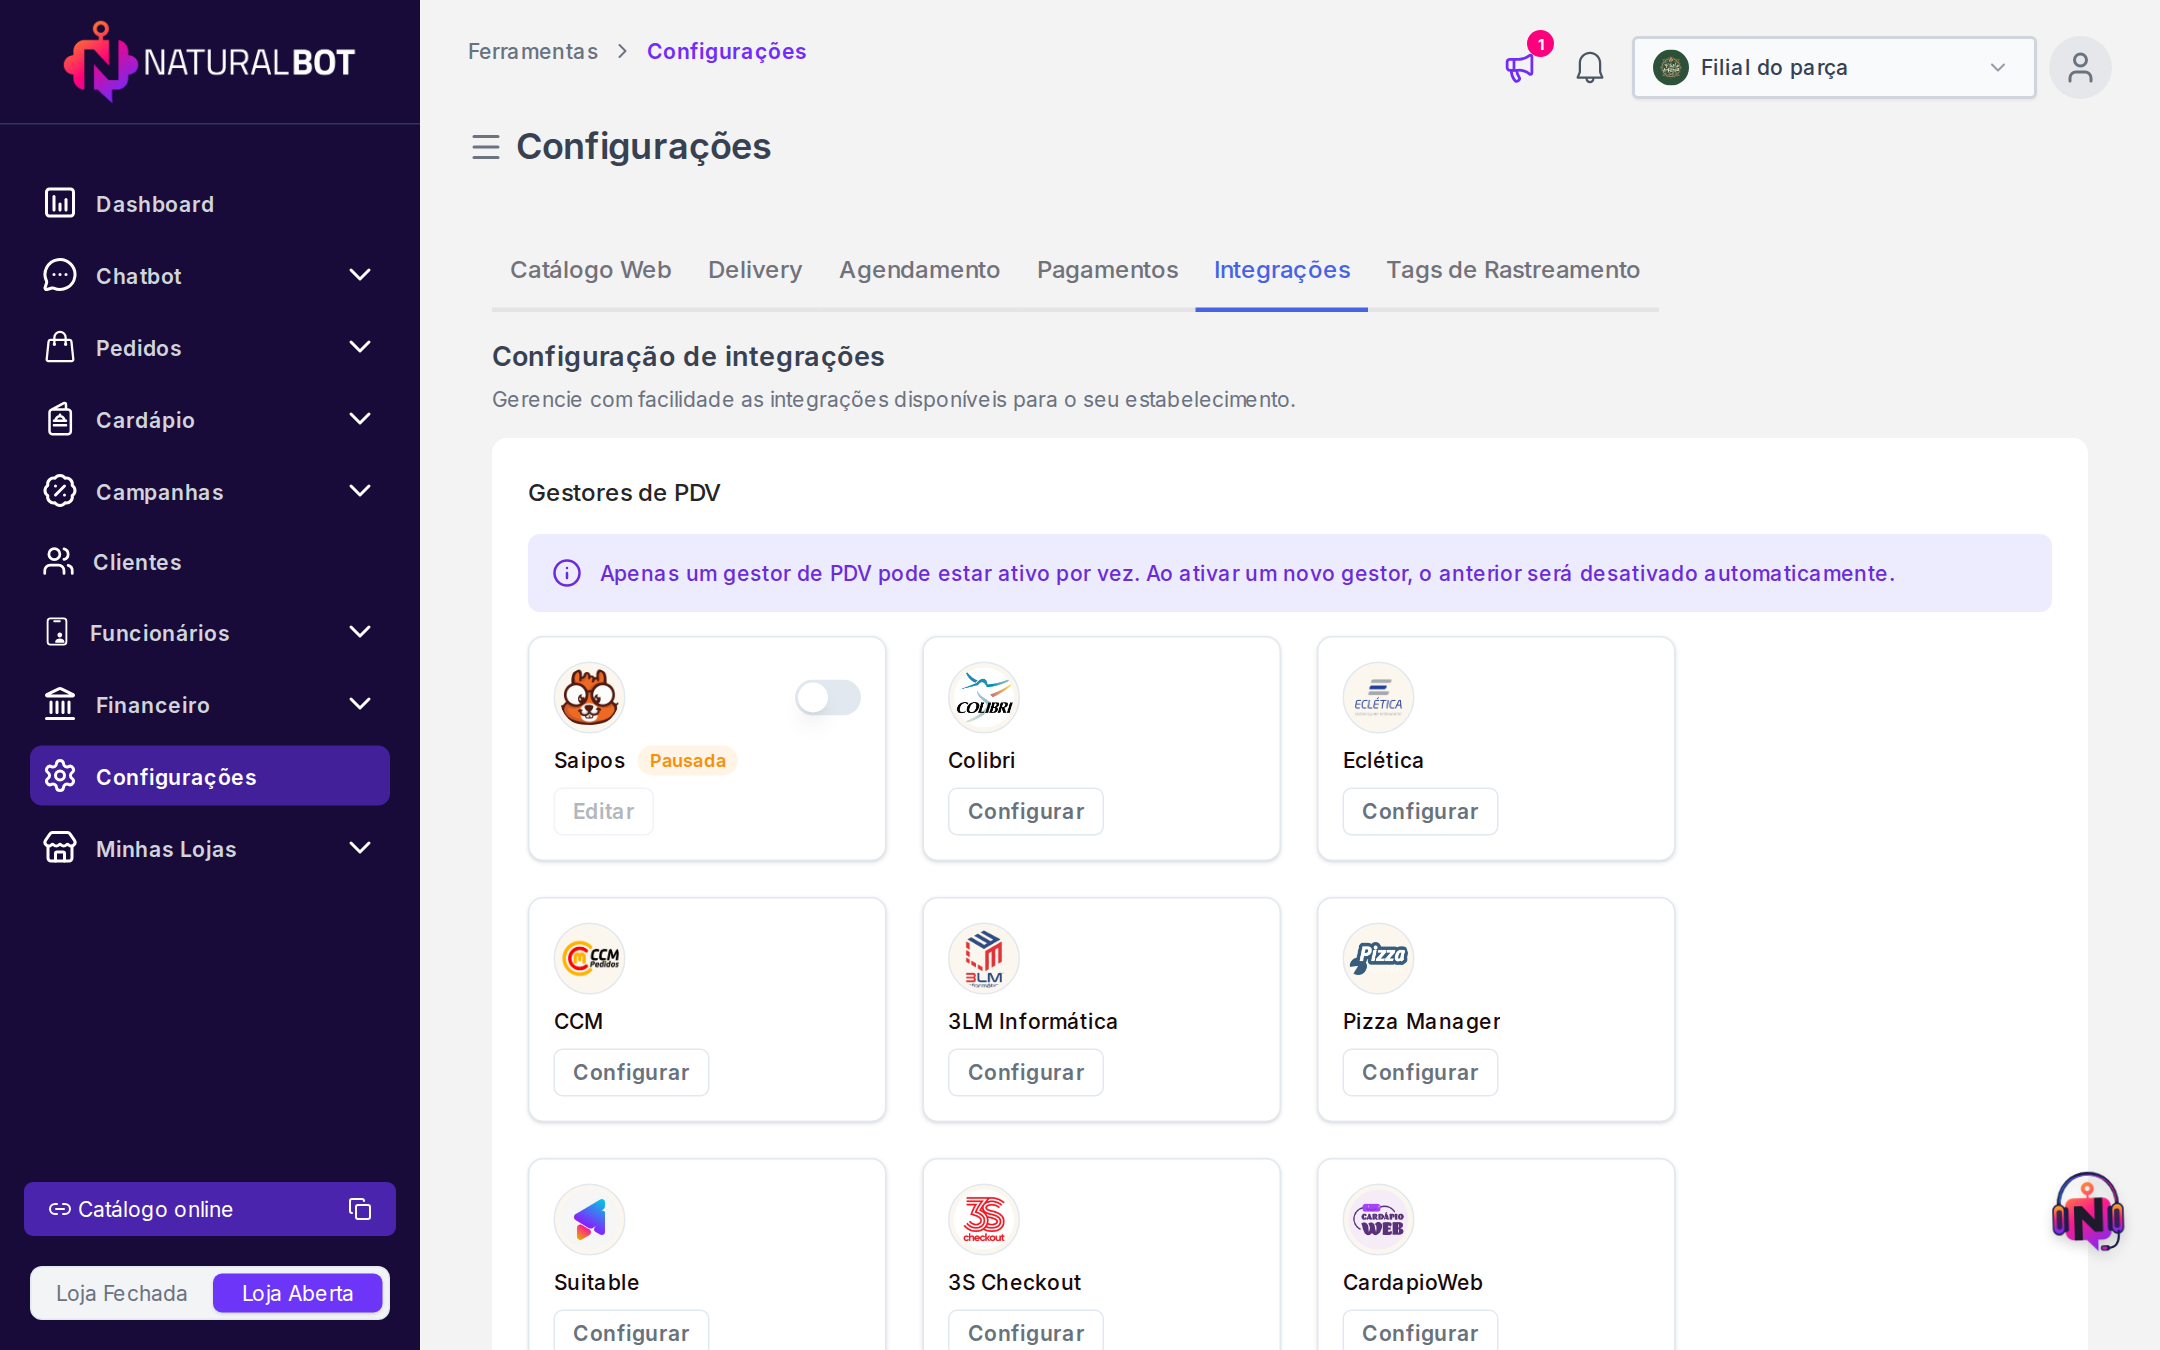 NATURALBOT
Dashboard
Chatbot
Pedidos
Cardápio
Campanhas
Clientes
Funcionários
Financeiro
Configurações
Minhas Lojas
Catálogo online
Loja Fechada
Loja Aberta
Ferramentas > Configurações
1
Filial do parça
Configurações
Catálogo Web
Delivery
Agendamento
Pagamentos
Integrações
Tags de Rastreamento
Configuração de integrações
Gerencie com facilidade as integrações disponíveis para o seu estabelecimento.
Gestores de PDV
Apenas um gestor de PDV pode estar ativo por vez. Ao ativar um novo gestor, o anterior será desativado automaticamente.
Saipos Pausada
Editar
COLIBRI
Colibri
Configurar
ECLÉTICA
Eclética
Configurar
CCM
Pedidos
CCM
Configurar
3LM
3LM Informática
Configurar
Pizza
Pizza Manager
Configurar
Suitable
Configurar
3S
checkout
3S Checkout
Configurar
CARDÁPIO
WEB
CardapioWeb
Configurar